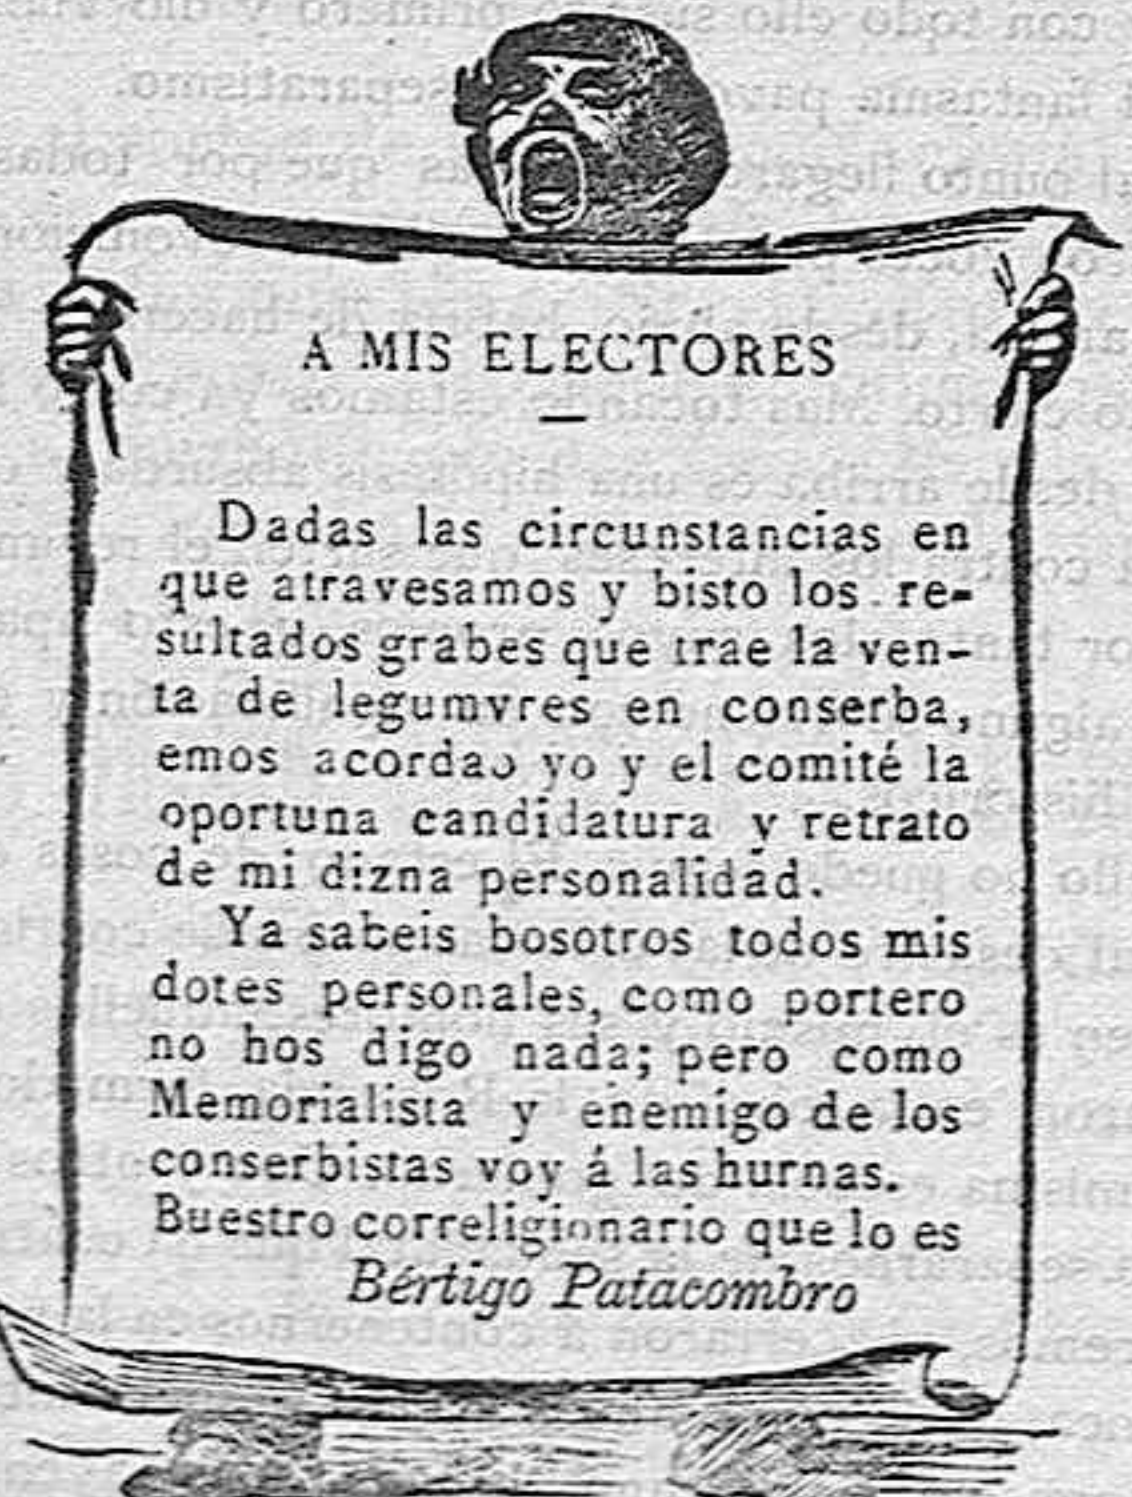 A MIS ELECTORES
Dadas las circunstancias en
que atravesamos y bisto los re-
sultados grabes que trae la ven-
ta de legumvres en conserba,
emos acordao yo y el comité la
oportuna candidatura y retrato
de mi dizna personalidad.
Ya sabeis bosotros todos mis
dotes personales, como portero
no hos digo nada; pero como
Memorialista y enemigo de los
conserbistas voy á las hurnas.
Buestro correligionario que lo es
Bértigo Patacombro